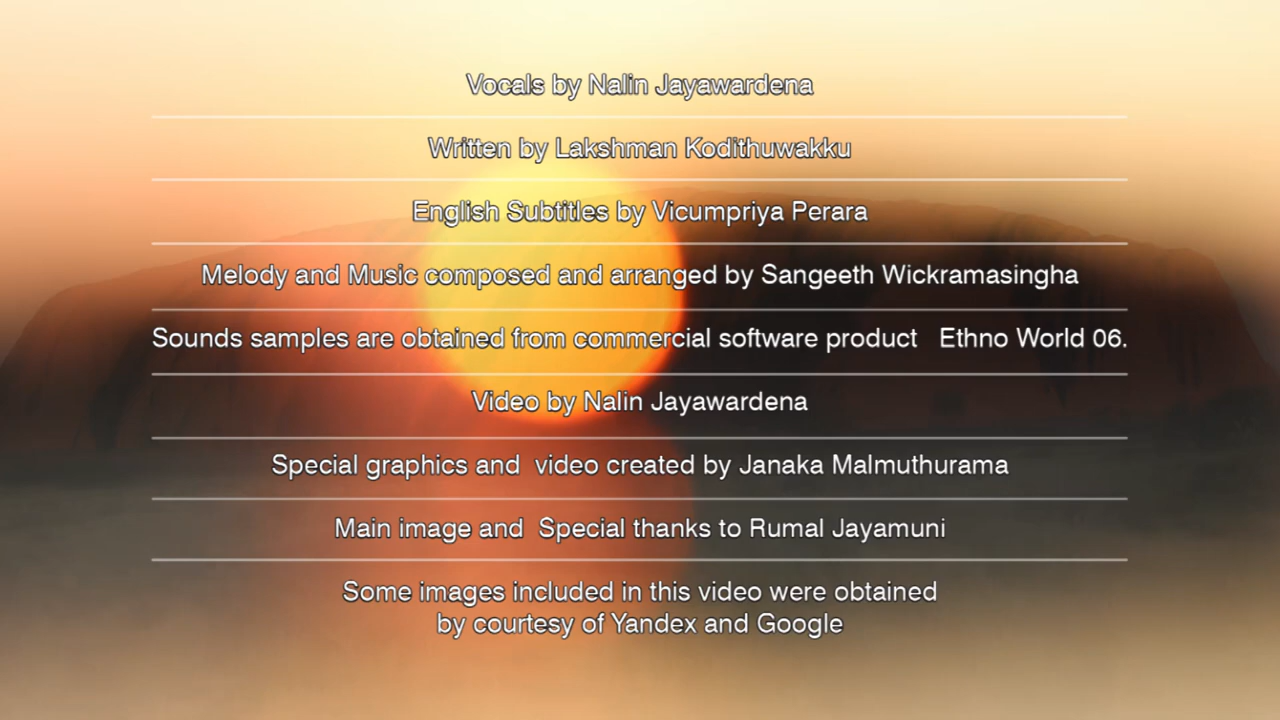 Vocals by Nalin Jayawardena
Written by Lakshman Kodithuwakku
English Subtitles by Vicumpriya Perara
Melody and Music composed and arranged by Sangeeth Wickramasingha
Sounds samples are obtained from commercial software product   Ethno World 06.
Video by Nalin Jayawardena
Special graphics and  video created by Janaka Malmuthurama
Main image and  Special thanks to Rumal Jayamuni
Some images included in this video were obtained
by courtesy of Yandex and Google